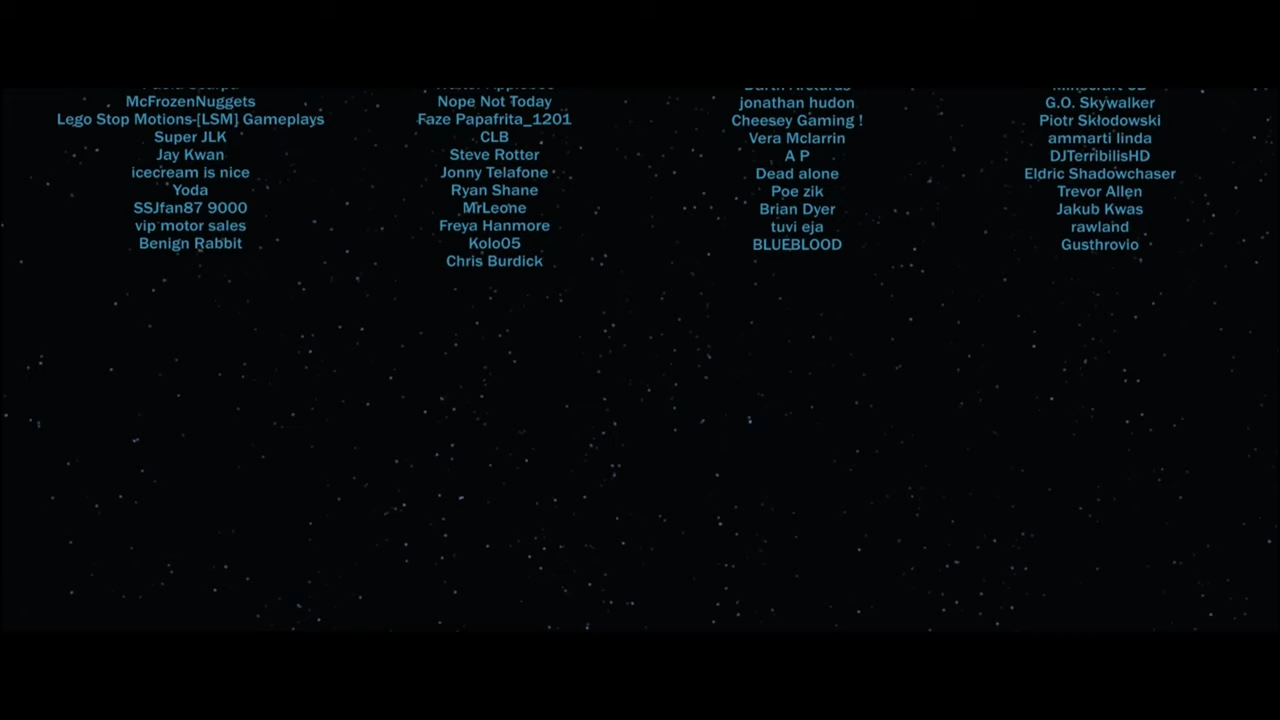 McFrozenNuggets
Lego Stop Motions-[LSM] Gameplays
Super JLK
Jay Kwan
icecream is nice
Yoda
SSJfan87 9000
vip motor sales
Benign Rabbit
Nope Not Today
Faze Papafrita_1201
CLB
Steve Rotter
Jonny Telafone
Ryan Shane
MrLeone
Freya Hanmore
Kolo05
Chris Burdick
jonathan hudon
Cheesey Gaming !
Vera Mclarrin
A P
Dead alone
Poe zik
Brian Dyer
tuvi eja
BLUEBLOOD
G.O. Skywalker
Piotr Skłodowski
ammarti linda
DJTerribilisHD
Eldric Shadowchaser
Trevor Allen
Jakub Kwas
rawland
Gusthrovio